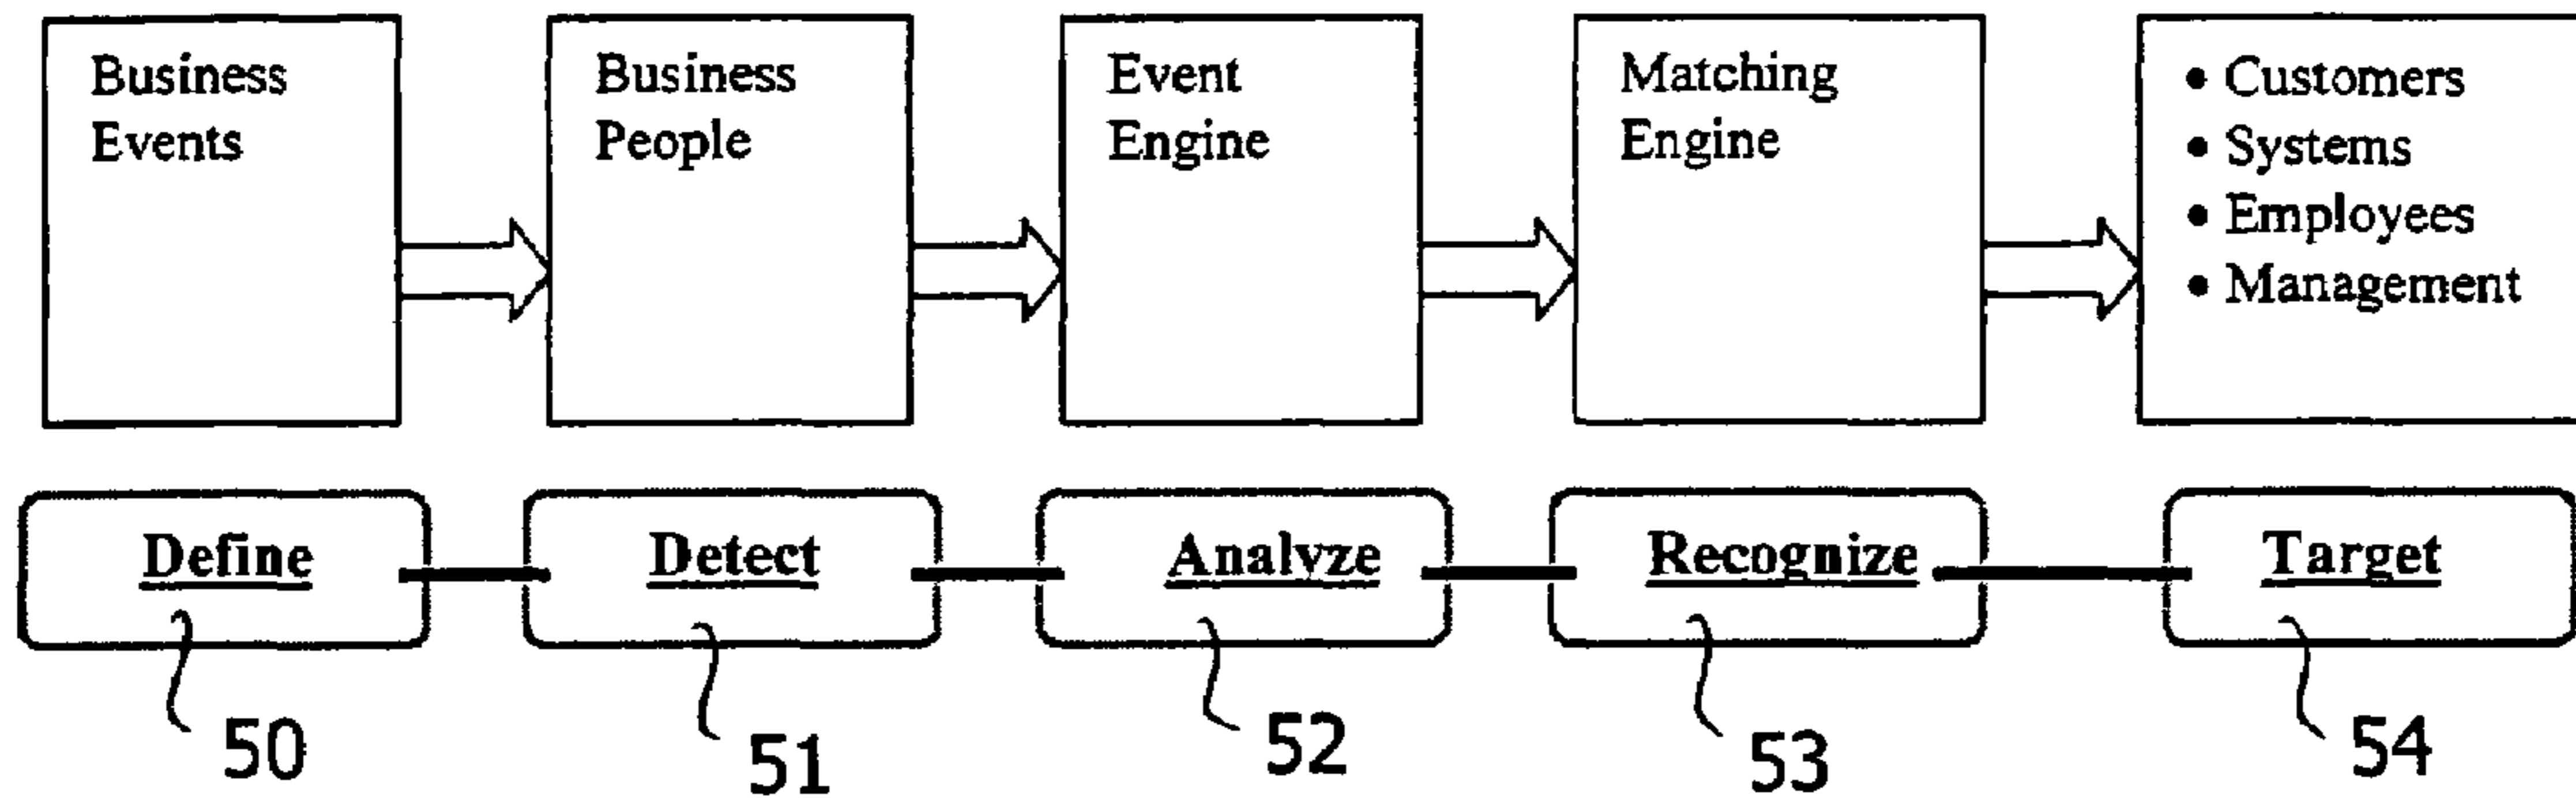 Business
Events
Business
People
Event
Engine
Matching
Engine
• Customers
• Systems
• Employees
• Management
Define
Detect
Analyze
Recognize
Target
50
51
52
53
54